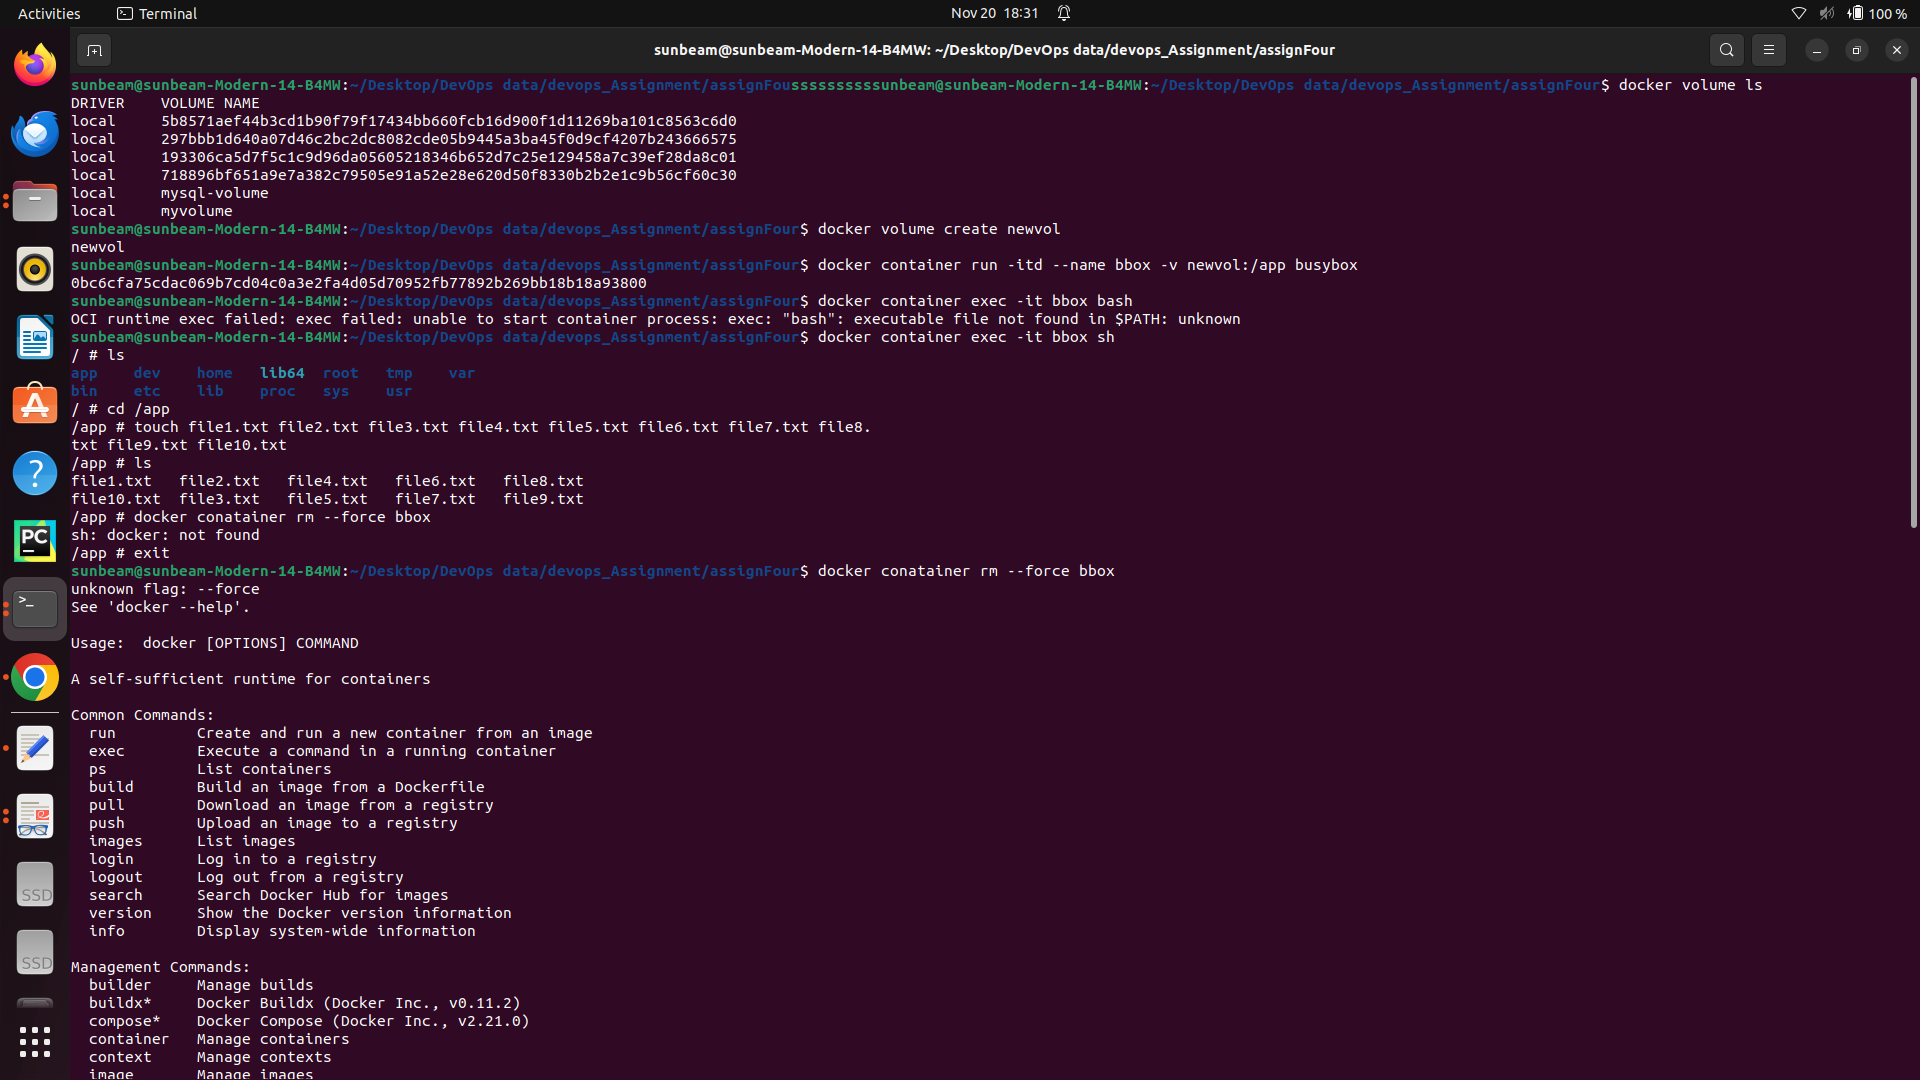 Activities Terminal Nov 20 18:31 100 %
sunbeam@sunbeam-Modern-14-B4MW: ~/Desktop/DevOps data/devops_Assignment/assignFour
sunbeam@sunbeam-Modern-14-B4MW:~/Desktop/DevOps data/devops_Assignment/assignFoussssssssssunbeam@sunbeam-Modern-14-B4MW:~/Desktop/DevOps data/devops_Assignment/assignFour$ docker volume ls
DRIVER    VOLUME NAME
local     5b8571aef44b3cd1b90f79f17434bb660fcb16d900f1d11269ba101c8563c6d0
local     297bbb1d640a07d46c2bc2dc8082cde05b9445a3ba45f0d9cf4207b243666575
local     193306ca5d7f5c1c9d96da05605218346b652d7c25e129458a7c39ef28da8c01
local     718896bf651a9e7a382c79505e91a52e28e620d50f8330b2b2e1c9b56cf60c30
local     mysql-volume
local     myvolume
sunbeam@sunbeam-Modern-14-B4MW:~/Desktop/DevOps data/devops_Assignment/assignFour$ docker volume create newvol
newvol
sunbeam@sunbeam-Modern-14-B4MW:~/Desktop/DevOps data/devops_Assignment/assignFour$ docker container run -itd --name bbox -v newvol:/app busybox
0bc6cfa75cdac069b7cd04c0a3e2fa4d05d70952fb77892b269bb18b18a93800
sunbeam@sunbeam-Modern-14-B4MW:~/Desktop/DevOps data/devops_Assignment/assignFour$ docker container exec -it bbox bash
OCI runtime exec failed: exec failed: unable to start container process: exec: "bash": executable file not found in $PATH: unknown
sunbeam@sunbeam-Modern-14-B4MW:~/Desktop/DevOps data/devops_Assignment/assignFour$ docker container exec -it bbox sh
/ # ls
app    dev    home   lib64  root   tmp    var
bin    etc    lib    proc   sys    usr
/ # cd /app
/app # touch file1.txt file2.txt file3.txt file4.txt file5.txt file6.txt file7.txt file8.
txt file9.txt file10.txt
/app # ls
file1.txt   file2.txt   file4.txt   file6.txt   file8.txt
file10.txt  file3.txt   file5.txt   file7.txt   file9.txt
/app # docker conatainer rm --force bbox
sh: docker: not found
/app # exit
sunbeam@sunbeam-Modern-14-B4MW:~/Desktop/DevOps data/devops_Assignment/assignFour$ docker conatainer rm --force bbox
unknown flag: --force
See 'docker --help'.
Usage:  docker [OPTIONS] COMMAND
A self-sufficient runtime for containers
Common Commands:
  run         Create and run a new container from an image
  exec        Execute a command in a running container
  ps          List containers
  build       Build an image from a Dockerfile
  pull        Download an image from a registry
  push        Upload an image to a registry
  images      List images
  login       Log in to a registry
  logout      Log out from a registry
  search      Search Docker Hub for images
  version     Show the Docker version information
  info        Display system-wide information
Management Commands:
  builder     Manage builds
  buildx*     Docker Buildx (Docker Inc., v0.11.2)
  compose*    Docker Compose (Docker Inc., v2.21.0)
  container   Manage containers
  context     Manage contexts
  image       Manage images
PC
SSD
SSD